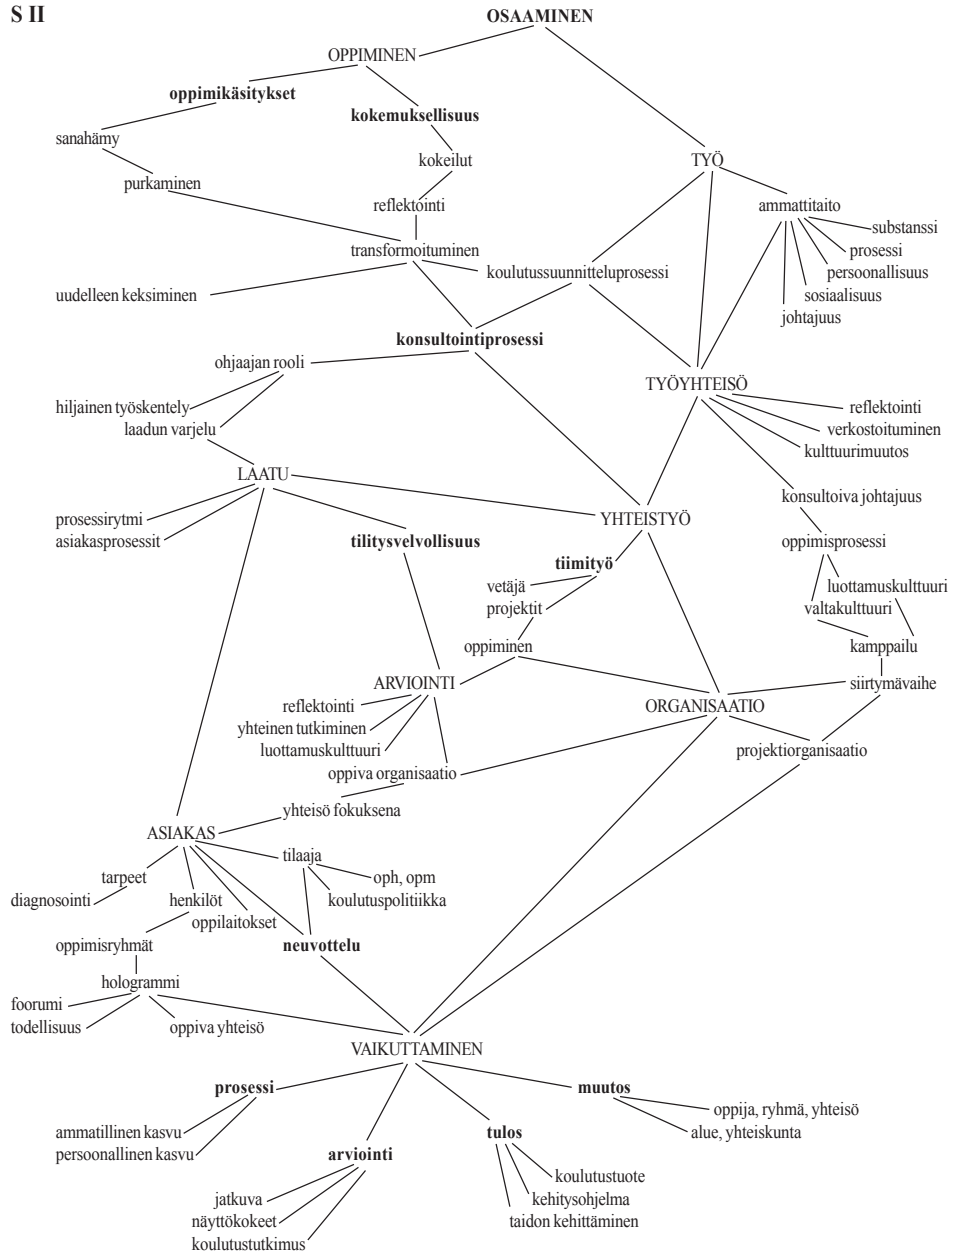 S II
OSAAMINEN
OPPIMINEN
oppimikäsitykset
kokemuksellisuus
sanahämy
kokeilut
TYÖ
purkaminen
reflektointi
ammattitaito
substanssi
transformoituminen
prosessi
koulutussuunnitteluprosessi
persoonallisuus
uudelleen keksiminen
sosiaalisuus
johtajuus
konsultointiprosessi
ohjaajan rooli
TYÖYHTEISÖ
hiljainen työskentely
reflektointi
laadun varjelu
verkostoituminen
kulttuurimuutos
LAATU
konsultoiva johtajuus
prosessirytmi
YHTEISTYÖ
asiakasprosessit
tilitysvelvollisuus
oppimisprosessi
tiimityö
vetäjä
luottamuskulttuuri
projektit
valtakulttuuri
oppiminen
kamppailu
ARVIOINTI
siirtymävaihe
reflektointi
ORGANISAATIO
yhteinen tutkiminen
luottamuskulttuuri
projektiorganisaatio
oppiva organisaatio
yhteisö fokuksena
ASIAKAS
tilaaja
tarpeet
oph, opm
diagnosointi
henkilöt
koulutuspolitiikka
oppilaitokset
oppimisryhmät
neuvottelu
hologrammi
foorumi
todellisuus
oppiva yhteisö
VAIKUTTAMINEN
prosessi
muutos
oppija, ryhmä, yhteisö
ammatillinen kasvu
tulos
alue, yhteiskunta
persoonallinen kasvu
arviointi
koulutustuote
jatkuva
kehitysohjelma
näyttökokeet
taidon kehittäminen
koulutustutkimus